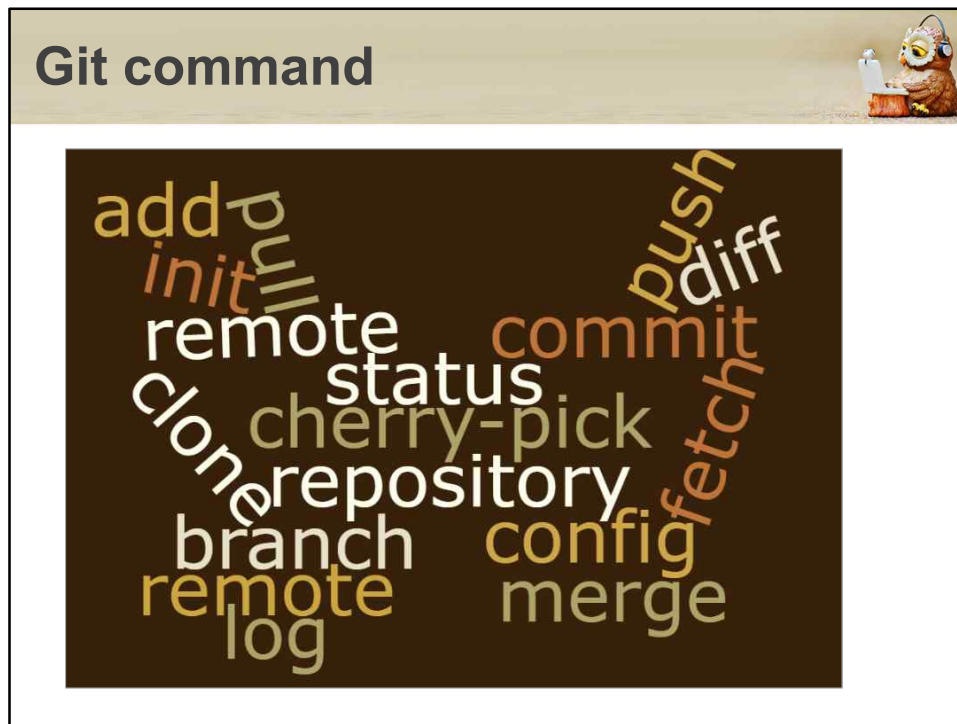 Git command
add
pull
push
diff
init
remote
commit
status
clone
cherry-pick
fetch
repository
branch
config
remote
merge
log